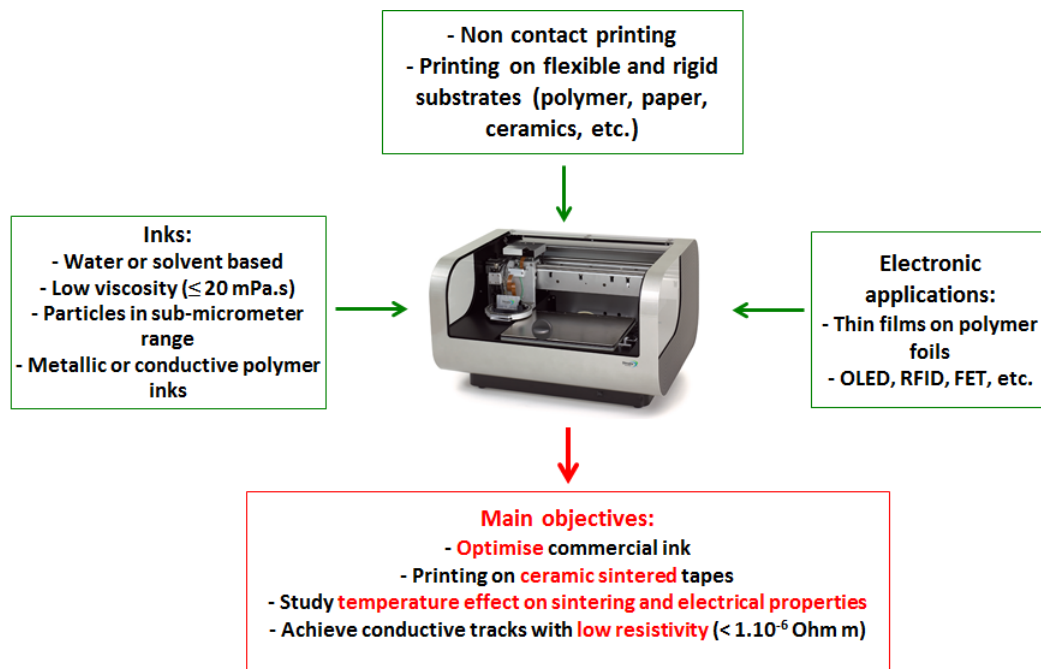 - Non contact printing
- Printing on flexible and rigid
substrates (polymer, paper,
ceramics, etc.)
Inks:
- Water or solvent based
- Low viscosity (≤ 20 mPa.s)
- Particles in sub-micrometer
range
- Metallic or conductive polymer
inks
Electronic
applications:
- Thin films on polymer
foils
- OLED, RFID, FET, etc.
Main objectives:
- Optimise commercial ink
- Printing on ceramic sintered tapes
- Study temperature effect on sintering and electrical properties
- Achieve conductive tracks with low resistivity (< 1.10⁻⁶ Ohm m)